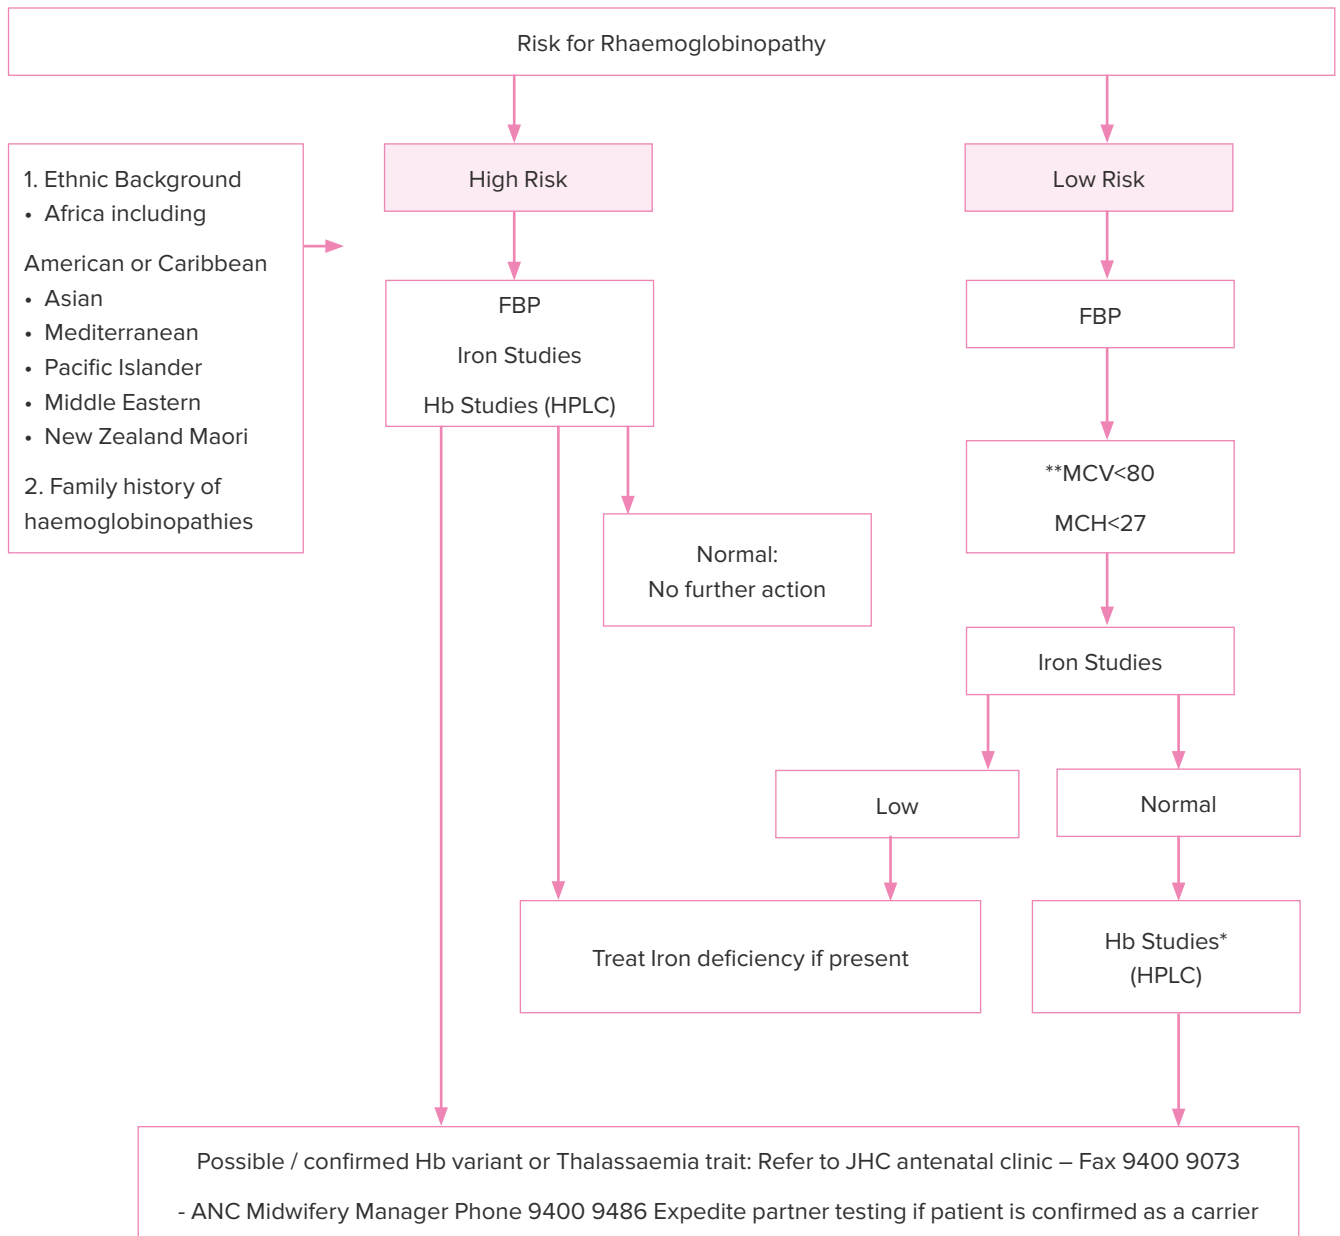 Risk for Rhaemoglobinopathy
1. Ethnic Background
• Africa including
American or Caribbean
• Asian
• Mediterranean
• Pacific Islander
• Middle Eastern
• New Zealand Maori
2. Family history of
haemoglobinopathies
High Risk
FBP
Iron Studies
Hb Studies (HPLC)
Normal:
No further action
Low Risk
FBP
**MCV<80
MCH<27
Iron Studies
Low
Normal
Treat Iron deficiency if present
Hb Studies*
(HPLC)
Possible / confirmed Hb variant or Thalassaemia trait: Refer to JHC antenatal clinic – Fax 9400 9073
- ANC Midwifery Manager Phone 9400 9486 Expedite partner testing if patient is confirmed as a carrier